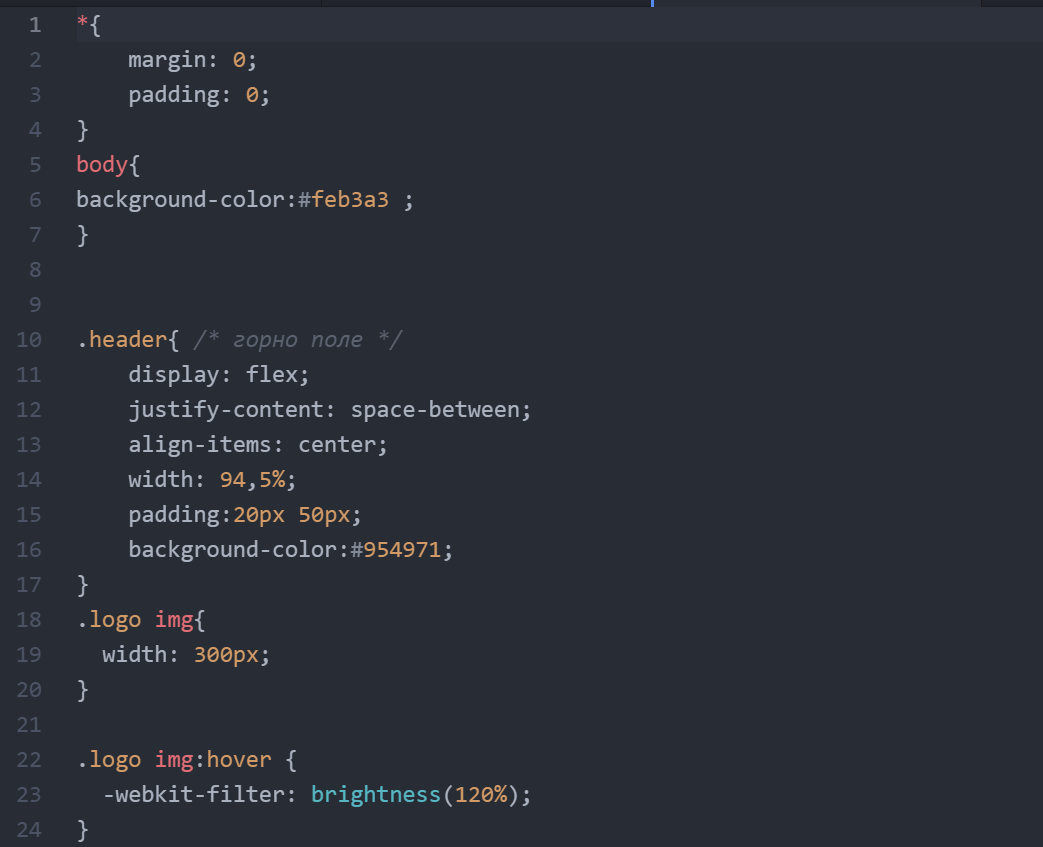 1 *{
2 margin: 0;
3 padding: 0;
4 }
5 body{
6 background-color:#feb3a3 ;
7 }
8
9
10 .header{ /* горно поле */
11 display: flex;
12 justify-content: space-between;
13 align-items: center;
14 width: 94,5%;
15 padding:20px 50px;
16 background-color:#954971;
17 }
18 .logo img{
19 width: 300px;
20 }
21
22 .logo img:hover {
23 -webkit-filter: brightness(120%);
24 }